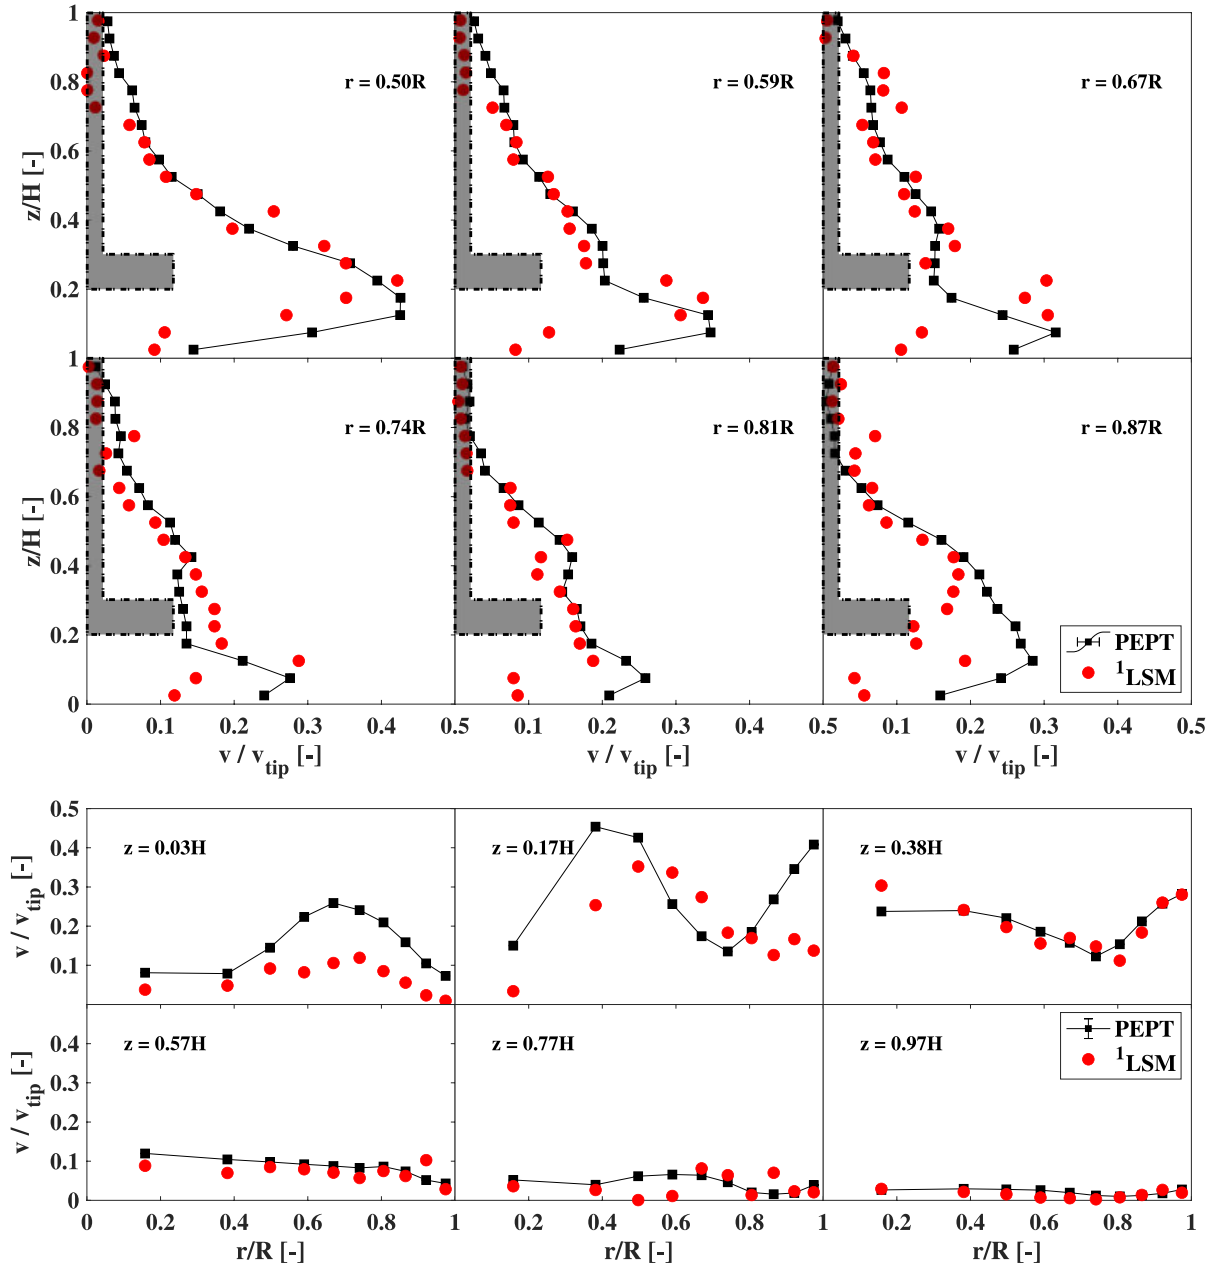 1
0.8
0.6
0.4
0.2
z/H [-]
r = 0.50R
r = 0.59R
r = 0.67R
1
0.8
0.6
0.4
0.2
0
z/H [-]
r = 0.74R
r = 0.81R
r = 0.87R
PEPT
¹LSM
0 0.1 0.2 0.3 0.4 0.5 0.1 0.2 0.3 0.4 0.5 0.1 0.2 0.3 0.4 0.5
v / v_tip [-] v / v_tip [-] v / v_tip [-]
0.5
0.4
0.3
0.2
0.1
v / v_tip [-]
z = 0.03H
z = 0.17H
z = 0.38H
0.4
0.3
0.2
0.1
0
v / v_tip [-]
z = 0.57H
z = 0.77H
z = 0.97H
PEPT
¹LSM
0 0.2 0.4 0.6 0.8 1 0.2 0.4 0.6 0.8 1 0.2 0.4 0.6 0.8 1
r/R [-] r/R [-] r/R [-]